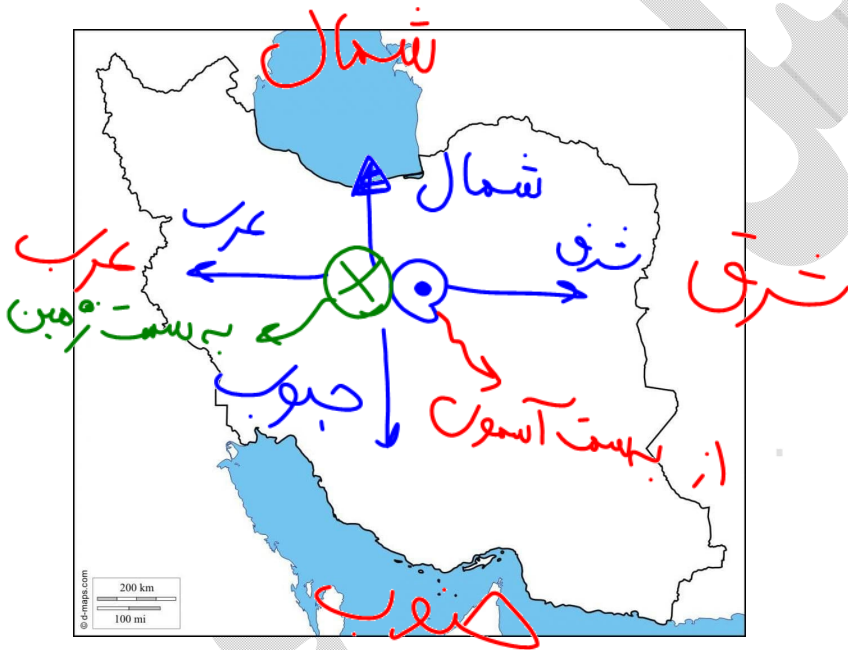 شمال
شمال
غرب
شرق
غرب
شرق
به سمت زمین
جنوب
از به سمت آسمون
جنوب
200 km
100 mi
© d-maps.com